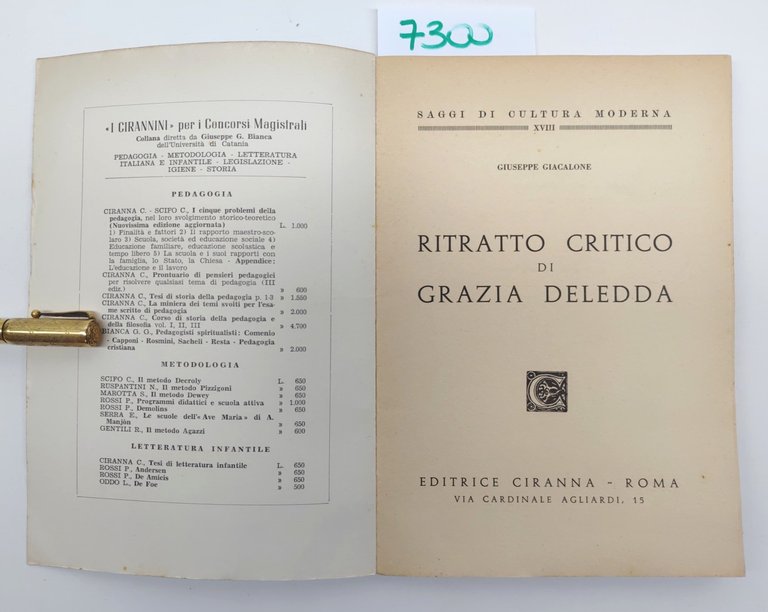 7300
«I CIRANNINI» per i Concorsi Magistrali
Collana diretta da Giuseppe G. Bianca
dell'Università di Catania
PEDAGOGIA - METODOLOGIA - LETTERATURA
ITALIANA E INFANTILE - LEGISLAZIONE -
IGIENE - STORIA
PEDAGOGIA
CIRANNA C. - SCIFO C., I cinque problemi della
pedagogia, nel loro svolgimento storico-teoretico
(Nuovissima edizione aggiornata) L. 1.000
1) Finalità e fattori 2) Il rapporto maestro-sco-
laro 3) Scuola, società ed educazione sociale 4)
Educazione familiare, educazione scolastica e
tempo libero 5) La scuola e i suoi rapporti con
la famiglia, lo Stato, la Chiesa - Appendice:
L'educazione e il lavoro
CIRANNA C., Prontuario di pensieri pedagogici
per risolvere qualsiasi tema di pedagogia (III
ediz.) » 600
CIRANNA C., Tesi di storia della pedagogia p. 1-3 » 1.550
CIRANNA C., La miniera dei temi svolti per l'esa-
me scritto di pedagogia » 2.000
CIRANNA C., Corso di storia della pedagogia e
della filosofia vol. I, II, III » 4.700
BIANCA G. G., Pedagogisti spiritualisti: Comenio
- Capponi - Rosmini, Sacheli - Resta - Pedagogia
cristiana » 2.000
METODOLOGIA
SCIFO C., Il metodo Decroly L. 650
RUSPANTINI N., Il metodo Pizzigoni » 650
MAROTTA S., Il metodo Dewey » 650
ROSSI P., Programmi didattici e scuola attiva » 1.000
ROSSI P., Demolins » 650
SERRA E., Le scuole dell'«Ave Maria» di A.
Manjòn » 650
GENTILI R., Il metodo Agazzi » 600
LETTERATURA INFANTILE
CIRANNA C., Tesi di letteratura infantile L. 650
ROSSI P., Andersen » 650
ROSSI P., De Amicis » 650
ODDO L., De Foe » 500
SAGGI DI CULTURA MODERNA
XVIII
GIUSEPPE GIACALONE
RITRATTO CRITICO
DI
GRAZIA DELEDDA
EDITRICE CIRANNA - ROMA
VIA CARDINALE AGLIARDI, 15